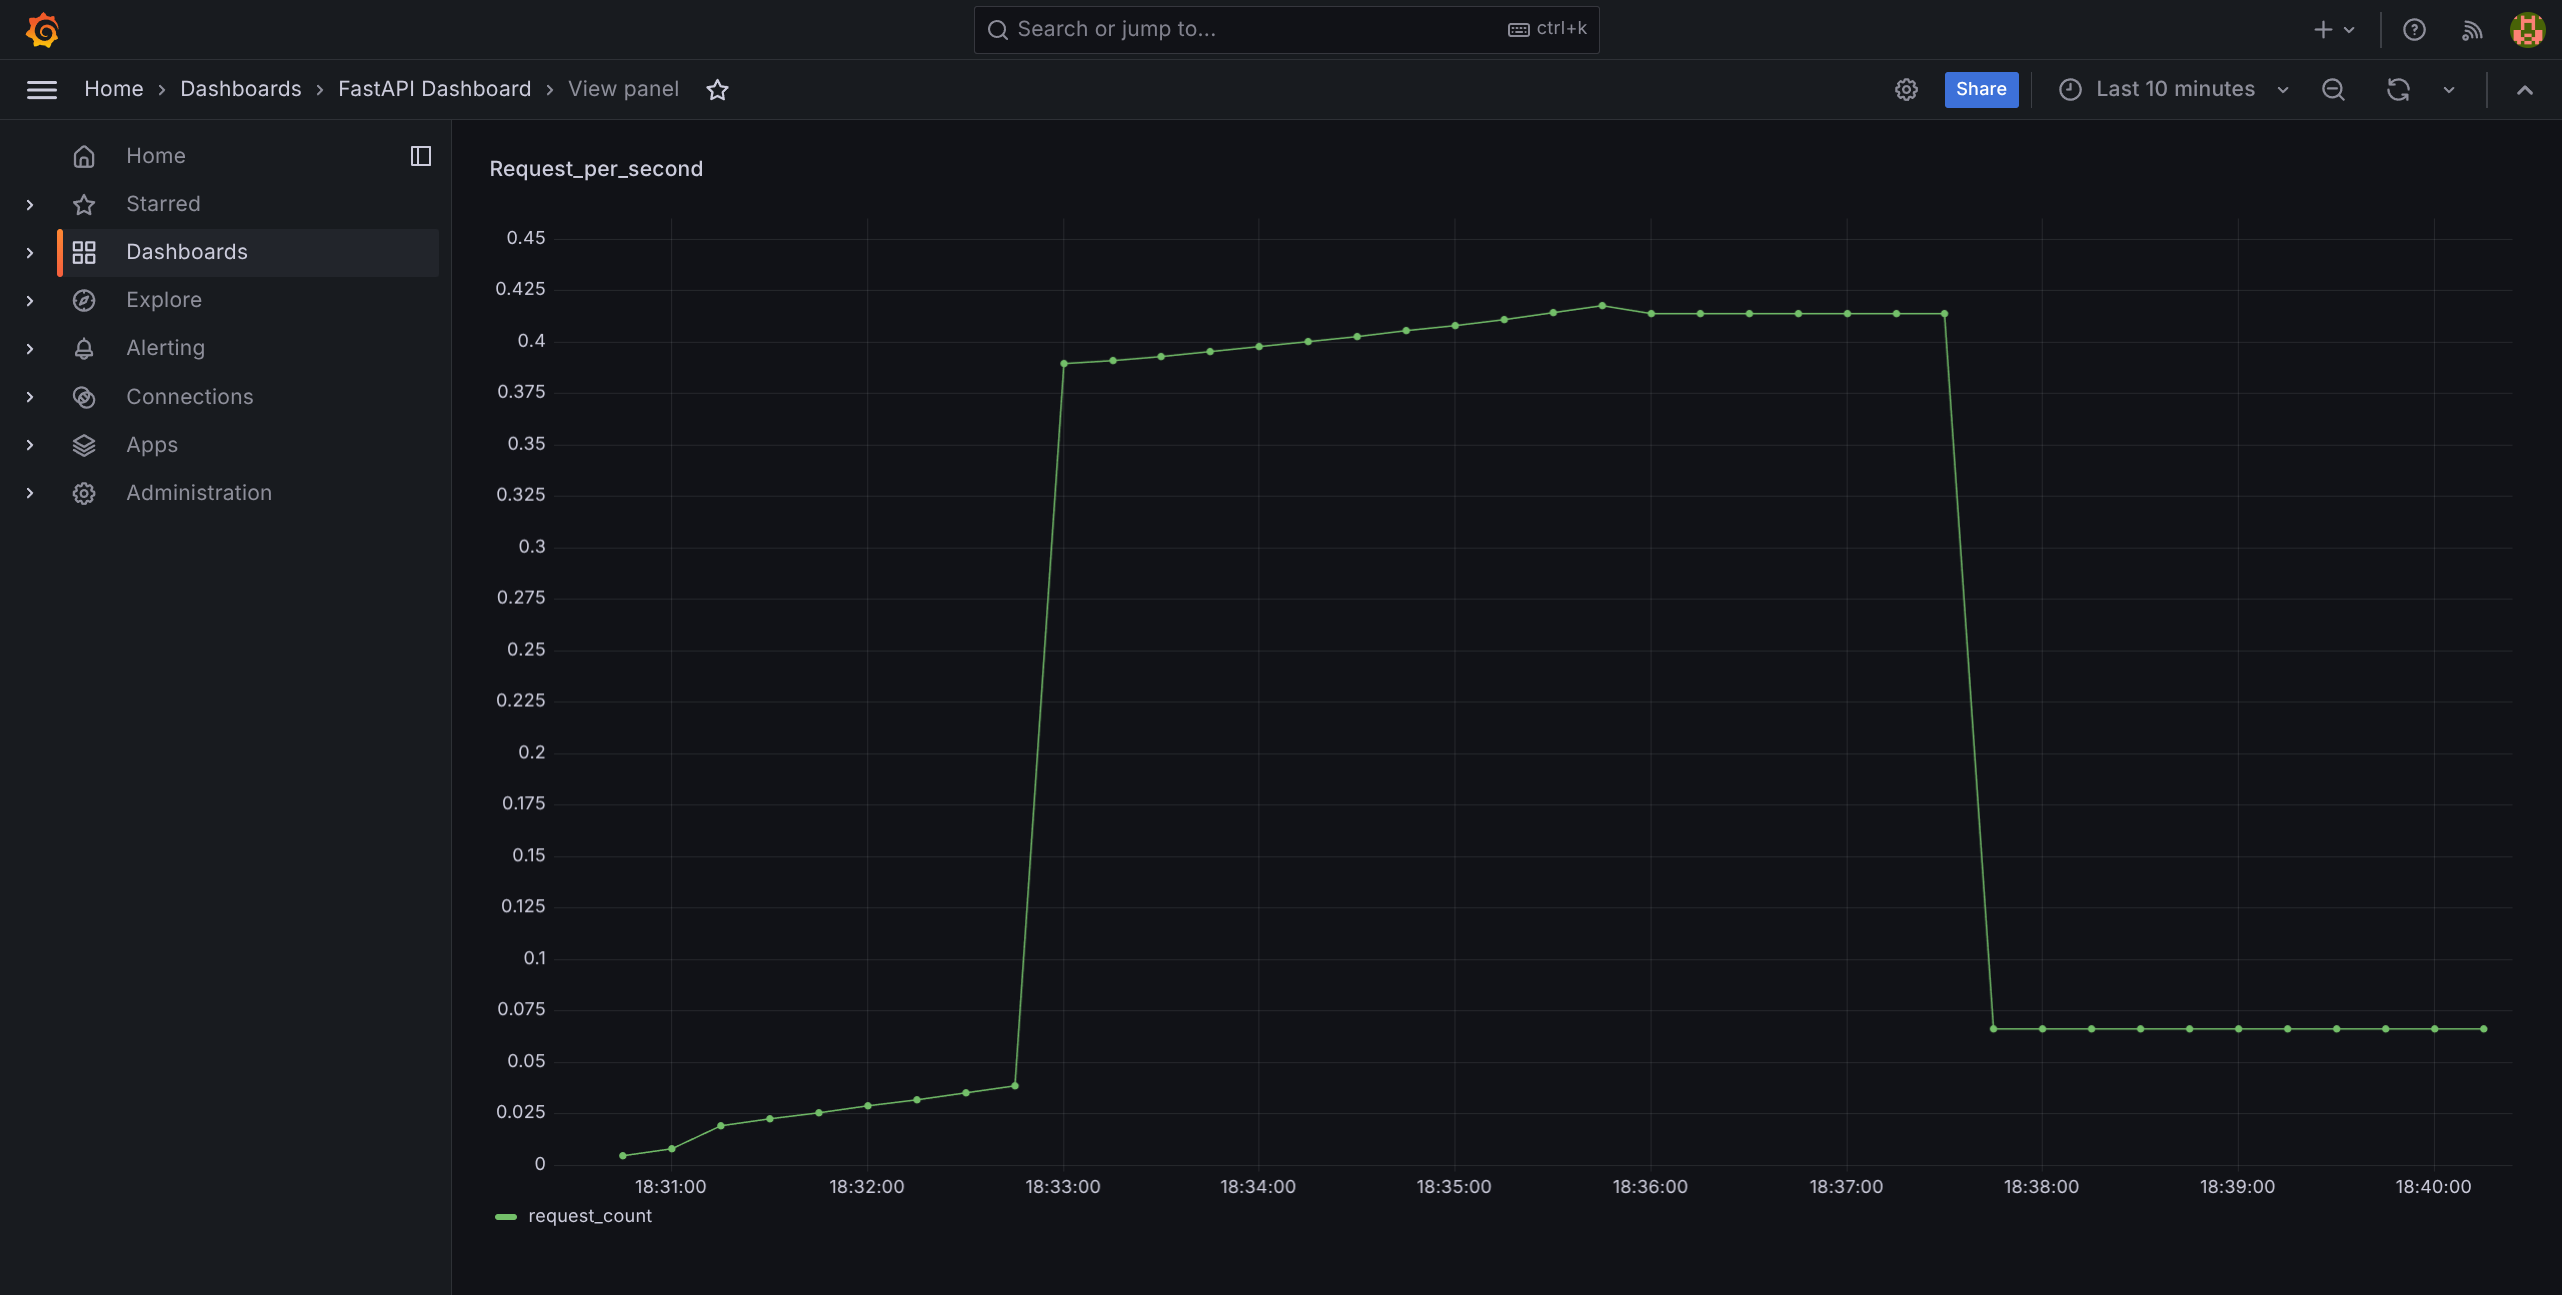 Search or jump to... ctrl+k
Home › Dashboards › FastAPI Dashboard › View panel Share Last 10 minutes
Home
Starred
Dashboards
Explore
Alerting
Connections
Apps
Administration
Request_per_second
0.45
0.425
0.4
0.375
0.35
0.325
0.3
0.275
0.25
0.225
0.2
0.175
0.15
0.125
0.1
0.075
0.05
0.025
0
18:31:00 18:32:00 18:33:00 18:34:00 18:35:00 18:36:00 18:37:00 18:38:00 18:39:00 18:40:00
request_count